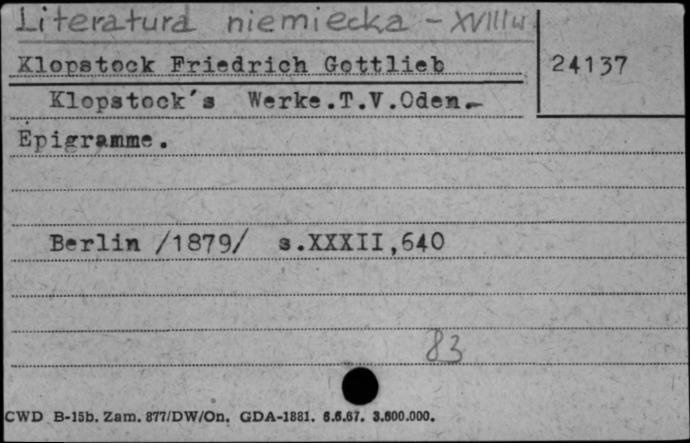 Literatura niemiecka - XVIIIw.
Klopstock Friedrich Gottlieb
24137
Klopstock's Werke.T.V.Oden.-
Epigramme.
Berlin /1879/ s.XXXII,640
83
CWD B-15b. Zam. 877/DW/On. GDA-1881. 6.6.67. 3.600.000.